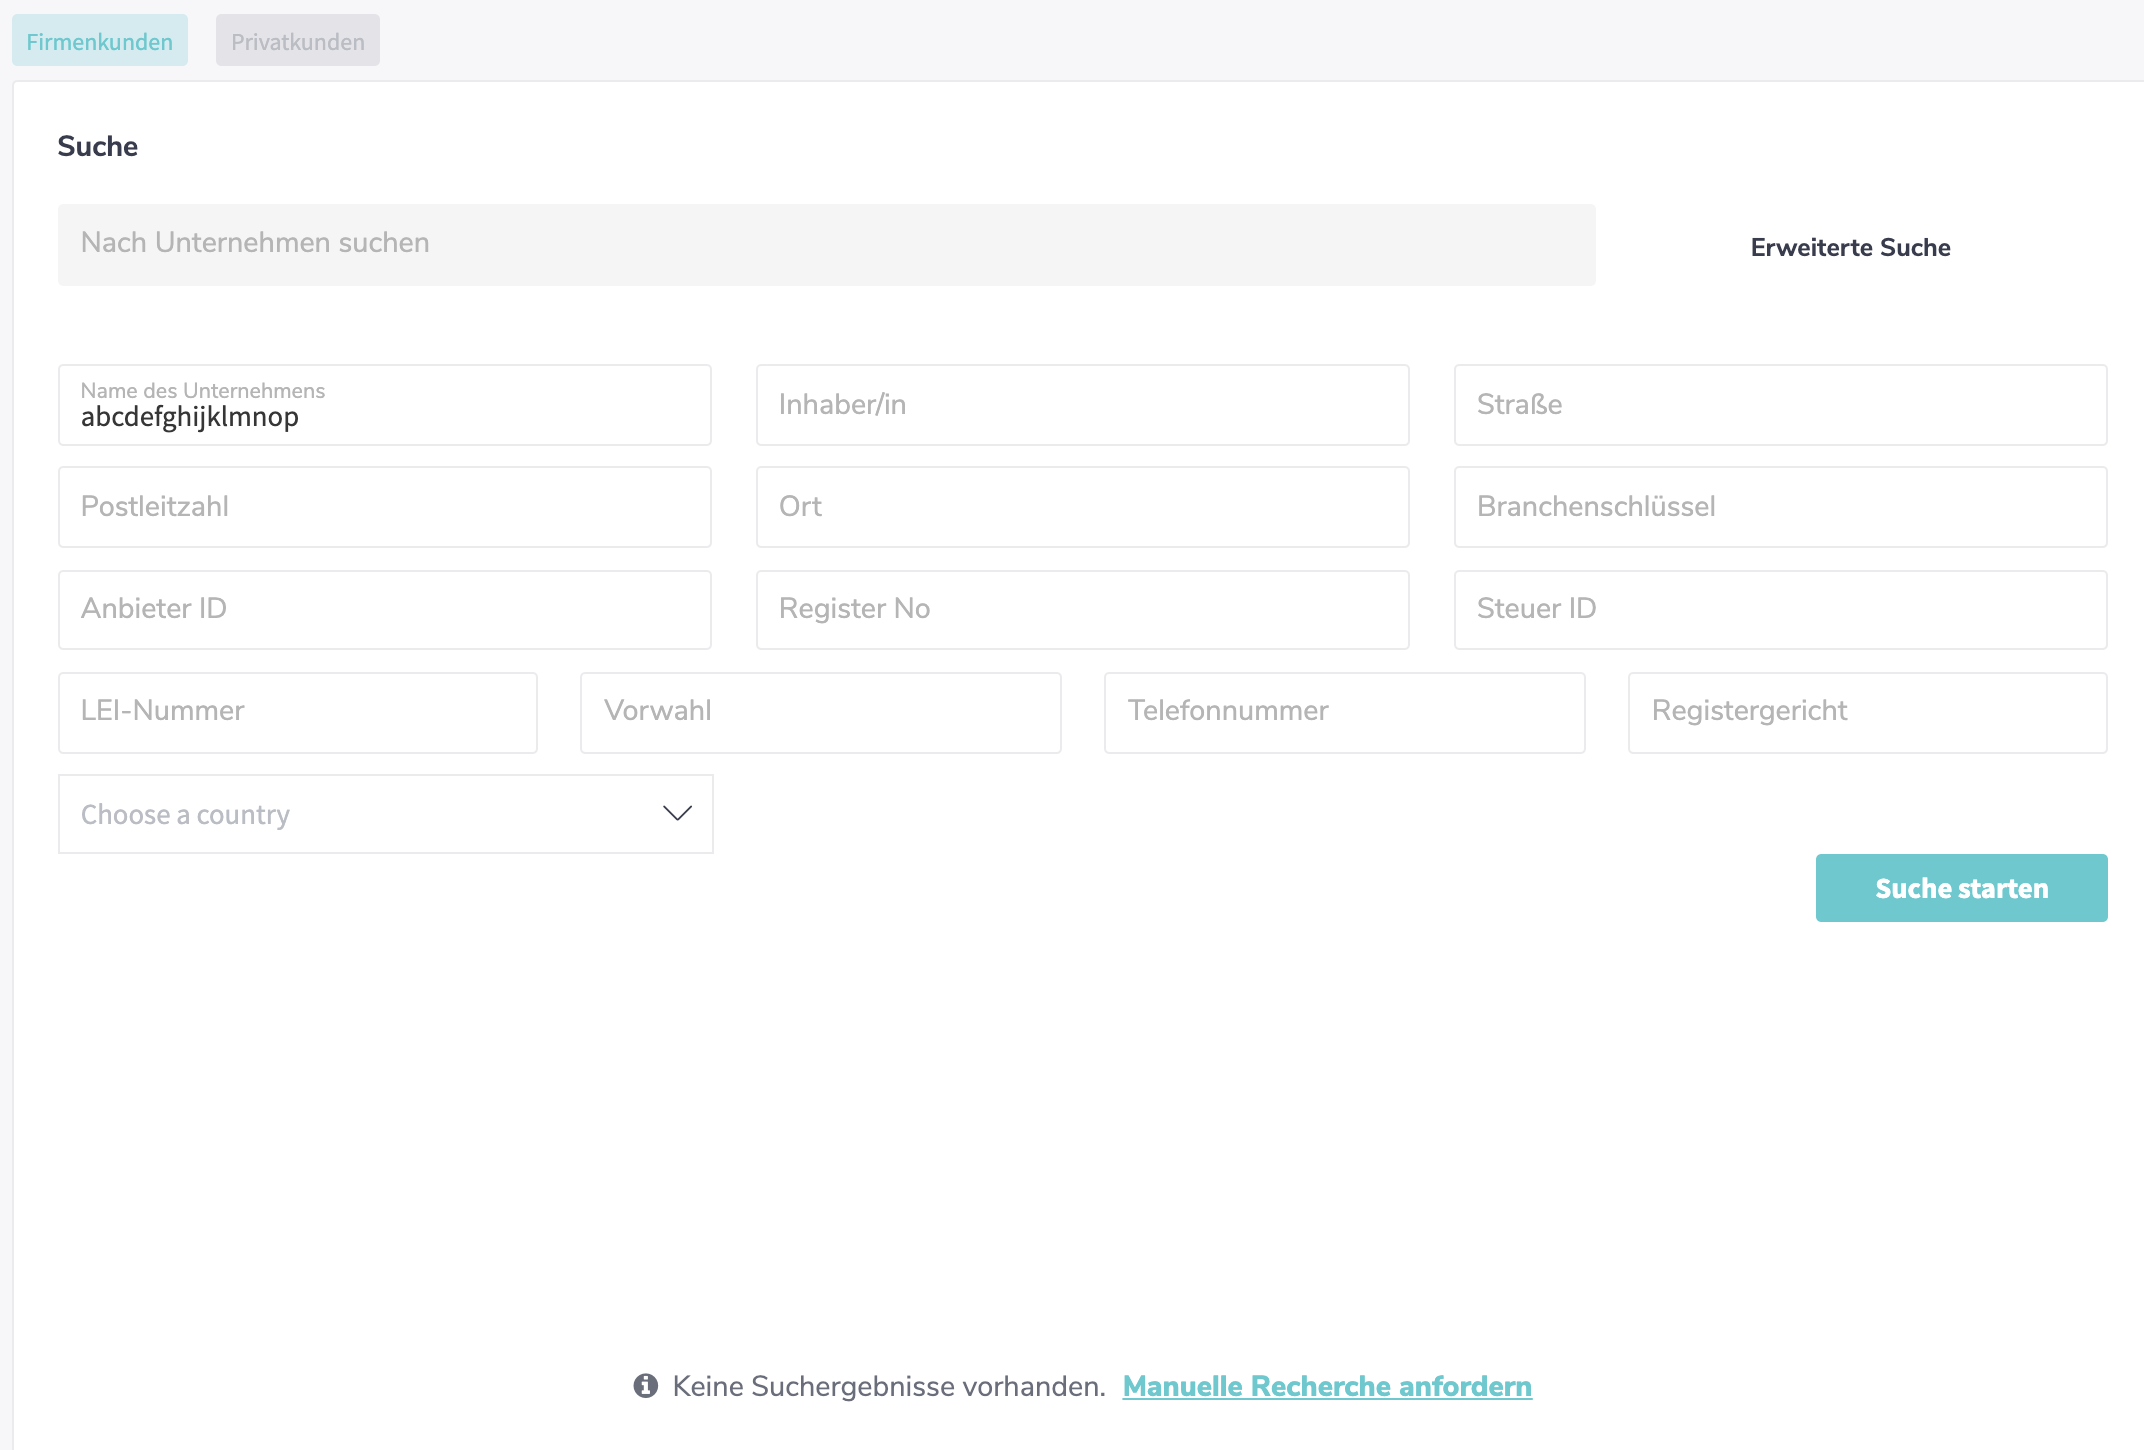 Firmenkunden
Privatkunden
Suche
Nach Unternehmen suchen
Erweiterte Suche
Name des Unternehmens
abcdefghijklmnop
Inhaber/in
Straße
Postleitzahl
Ort
Branchenschlüssel
Anbieter ID
Register No
Steuer ID
LEI-Nummer
Vorwahl
Telefonnummer
Registergericht
Choose a country
Suche starten
Keine Suchergebnisse vorhanden. Manuelle Recherche anfordern